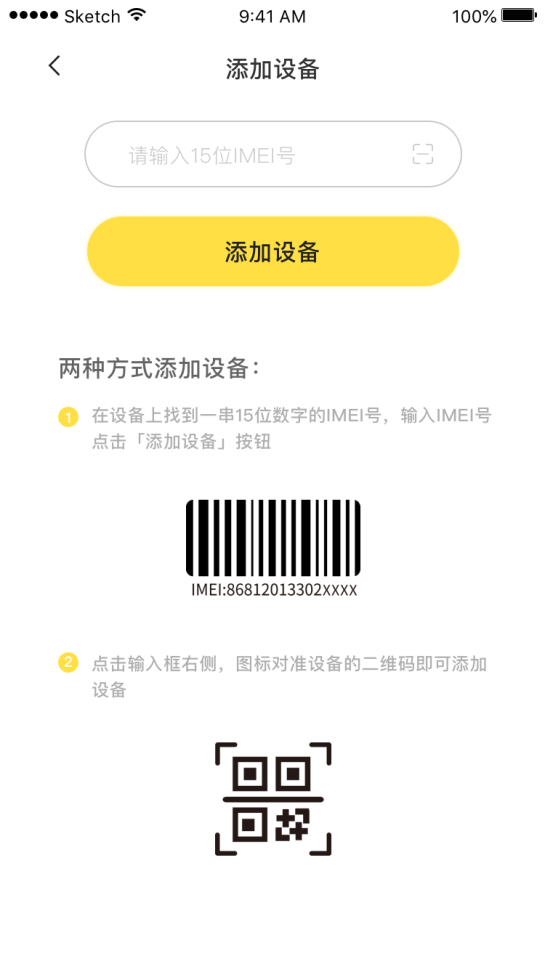 Sketch 9:41 AM 100%
添加设备
请输入15位IMEI号
添加设备
两种方式添加设备：
1 在设备上找到一串15位数字的IMEI号，输入IMEI号
点击「添加设备」按钮
IMEI:86812013302XXXX
2 点击输入框右侧，图标对准设备的二维码即可添加
设备